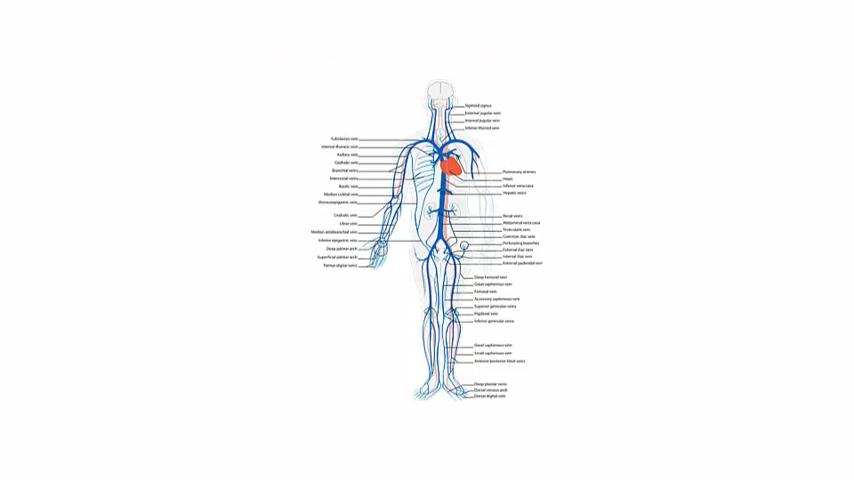 Sigmoid signus
External jugular vein
Internal jugular vein
Inferior thyroid vein
Subclavian vein
Internal thoracic vein
Axillary vein
Cephalic vein
Branchial veins
Intercostal veins
Basilic vein
Median cubital vein
thoracoepigastric vein
Cephalic vein
Ulnar vein
Median antebranchial vein
Inferior epigastric vein
Deep palmar arch
Superficial palmar arch
Palmar digital veins
Pulmonary arteries
Heart
Inferior vena cava
Hepatic veins
Renal veins
Abdominal vena cava
Testicularis vein
Common iliac vein
Perforating branches
External iliac vein
Internal iliac vein
External pudendal vein
Deep femoral vein
Great saphenous vein
Femoral vein
Accessory saphenous vein
Superior genicular veins
Popliteal vein
Inferior genicular veins
Great saphenous vein
Small saphenous vein
Anterior/posterior tibial veins
Deep plantar veins
Dorsal venous arch
Dorsal digital vein